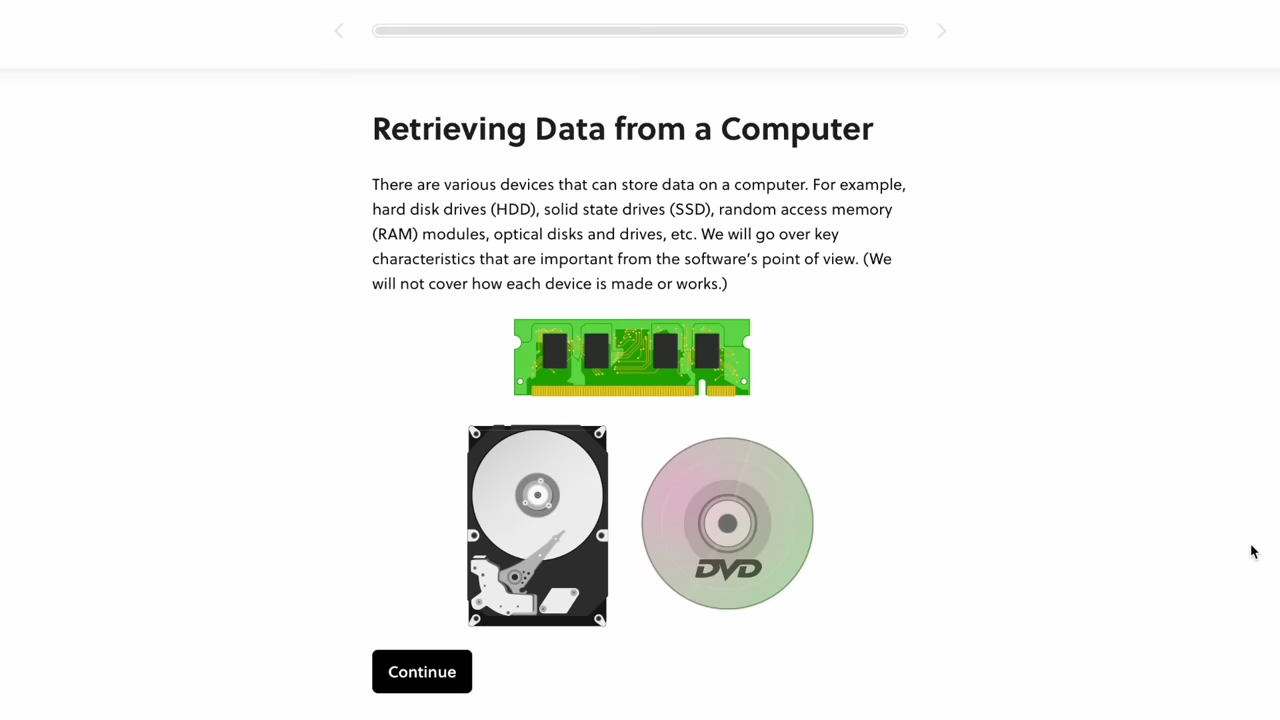 Retrieving Data from a Computer
There are various devices that can store data on a computer. For example,
hard disk drives (HDD), solid state drives (SSD), random access memory
(RAM) modules, optical disks and drives, etc. We will go over key
characteristics that are important from the software’s point of view. (We
will not cover how each device is made or works.)
DVD
Continue